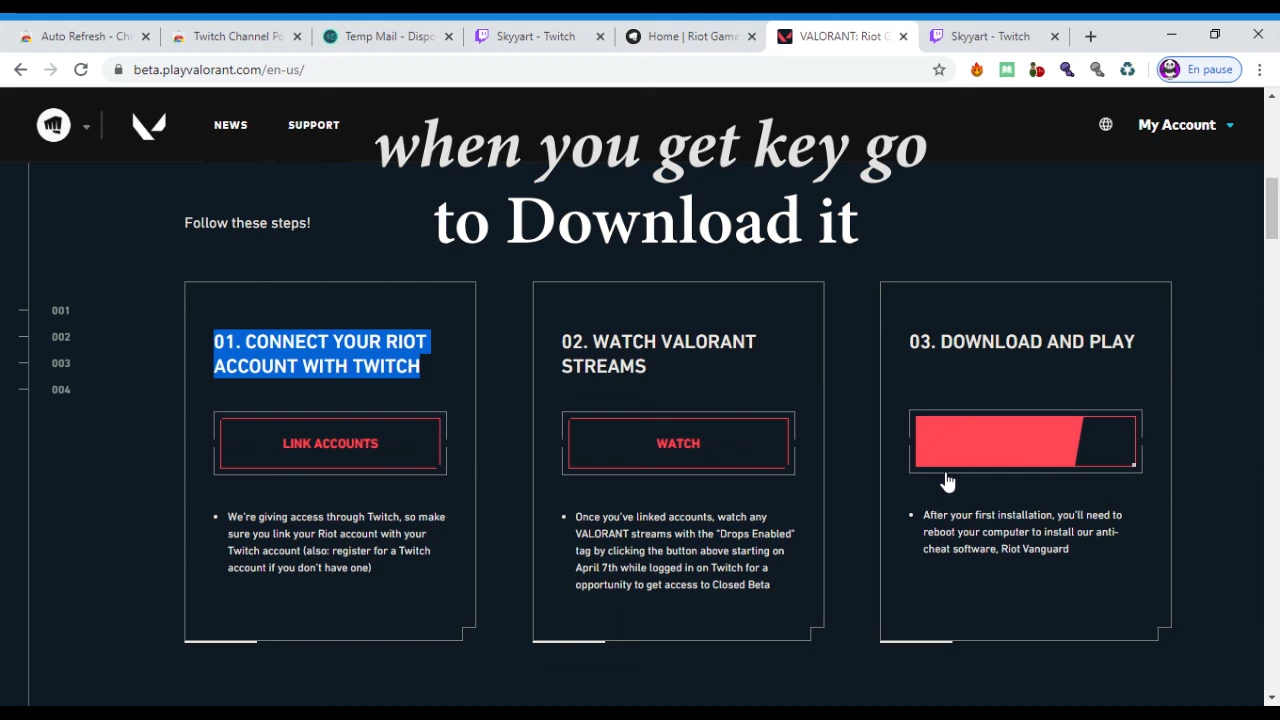 Auto Refresh - Chr
Twitch Channel Po
Temp Mail - Dispo
Skyyart - Twitch
Home | Riot Game
VALORANT: Riot G
Skyyart - Twitch
beta.playvalorant.com/en-us/
En pause
NEWS
SUPPORT
My Account
when you get key go
to Download it
Follow these steps!
001
002
003
004
01. CONNECT YOUR RIOT
ACCOUNT WITH TWITCH
LINK ACCOUNTS
• We're giving access through Twitch, so make
sure you link your Riot account with your
Twitch account (also: register for a Twitch
account if you don't have one)
02. WATCH VALORANT
STREAMS
WATCH
• Once you've linked accounts, watch any
VALORANT streams with the "Drops Enabled"
tag by clicking the button above starting on
April 7th while logged in on Twitch for a
opportunity to get access to Closed Beta
03. DOWNLOAD AND PLAY
• After your first installation, you'll need to
reboot your computer to install our anti-
cheat software, Riot Vanguard